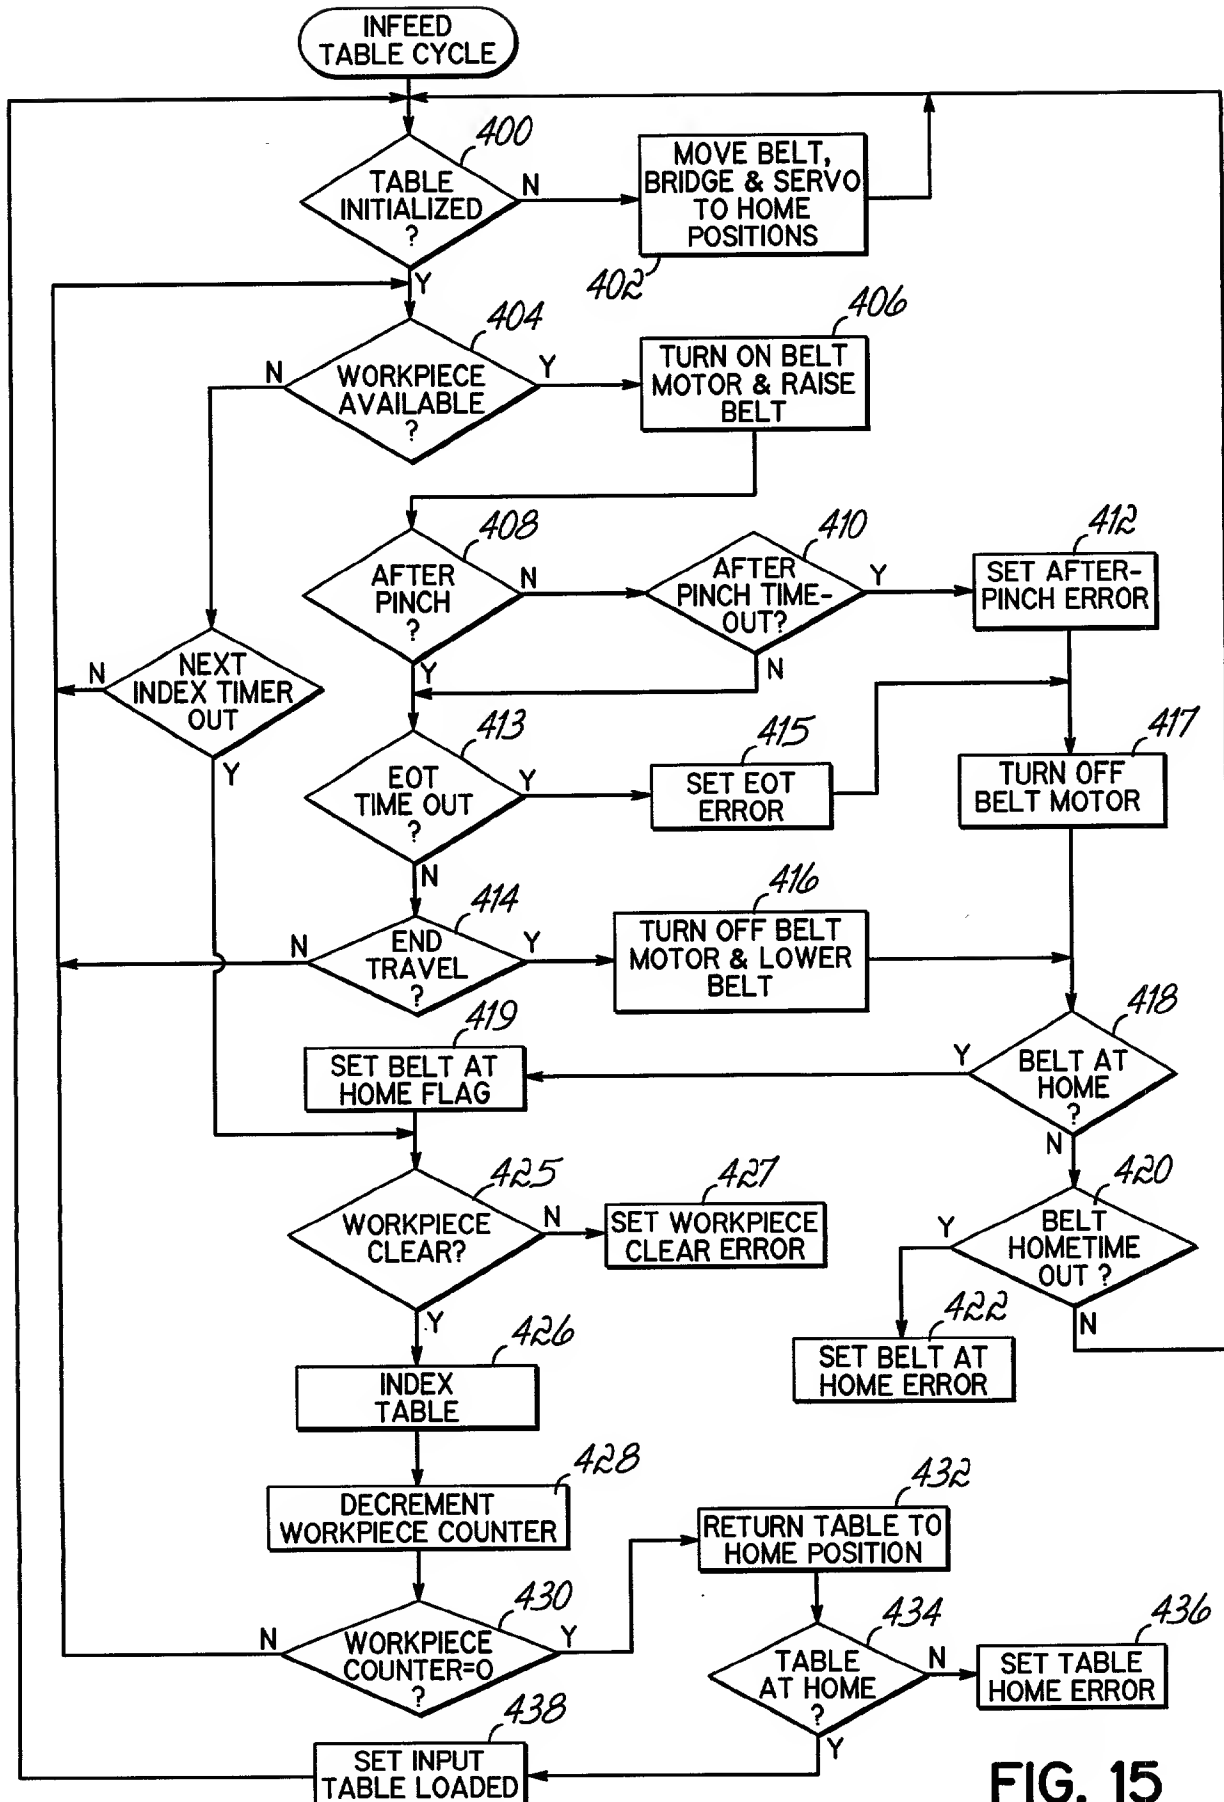 INFEED
TABLE CYCLE
400
TABLE
INITIALIZED
?
N
Y
MOVE BELT,
BRIDGE & SERVO
TO HOME
POSITIONS
402
404
WORKPIECE
AVAILABLE
?
N
Y
406
TURN ON BELT
MOTOR & RAISE
BELT
408
AFTER
PINCH
?
N
Y
410
AFTER
PINCH TIME-
OUT?
Y
N
412
SET AFTER-
PINCH ERROR
N
NEXT
INDEX TIMER
OUT
Y
413
EOT
TIME OUT
?
Y
N
415
SET EOT
ERROR
417
TURN OFF
BELT MOTOR
414
END
TRAVEL
?
N
Y
416
TURN OFF BELT
MOTOR & LOWER
BELT
418
BELT AT
HOME
?
Y
N
419
SET BELT AT
HOME FLAG
425
WORKPIECE
CLEAR?
N
Y
427
SET WORKPIECE
CLEAR ERROR
420
BELT
HOMETIME
OUT ?
Y
N
422
SET BELT AT
HOME ERROR
426
INDEX
TABLE
428
DECREMENT
WORKPIECE COUNTER
430
WORKPIECE
COUNTER=0
?
N
Y
432
RETURN TABLE TO
HOME POSITION
434
TABLE
AT HOME
?
N
Y
436
SET TABLE
HOME ERROR
438
SET INPUT
TABLE LOADED
FIG. 15